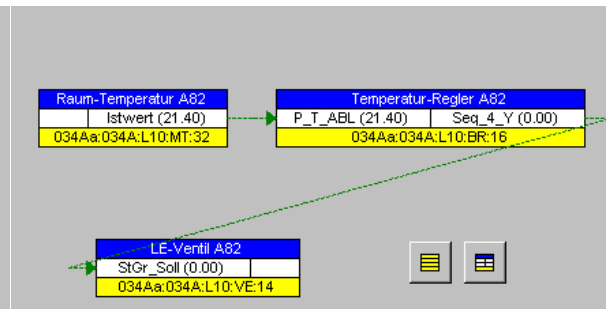 Raum-Temperatur A82
Istwert (21.40)
034Aa:034A:L10:MT:32
Temperatur-Regler A82
P_T_ABL (21.40) Seq_4_Y (0.00)
034Aa:034A:L10:BR:16
LE-Ventil A82
StGr_Soll (0.00)
034Aa:034A:L10:VE:14